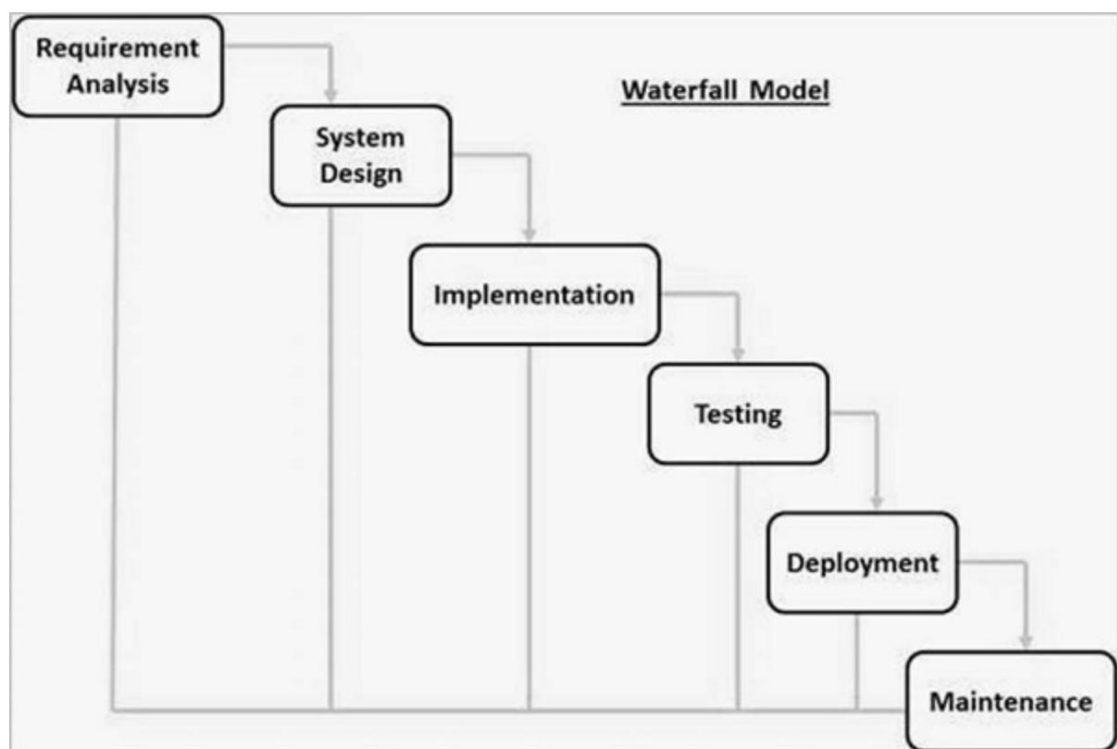 Requirement
Analysis
Waterfall Model
System
Design
Implementation
Testing
Deployment
Maintenance